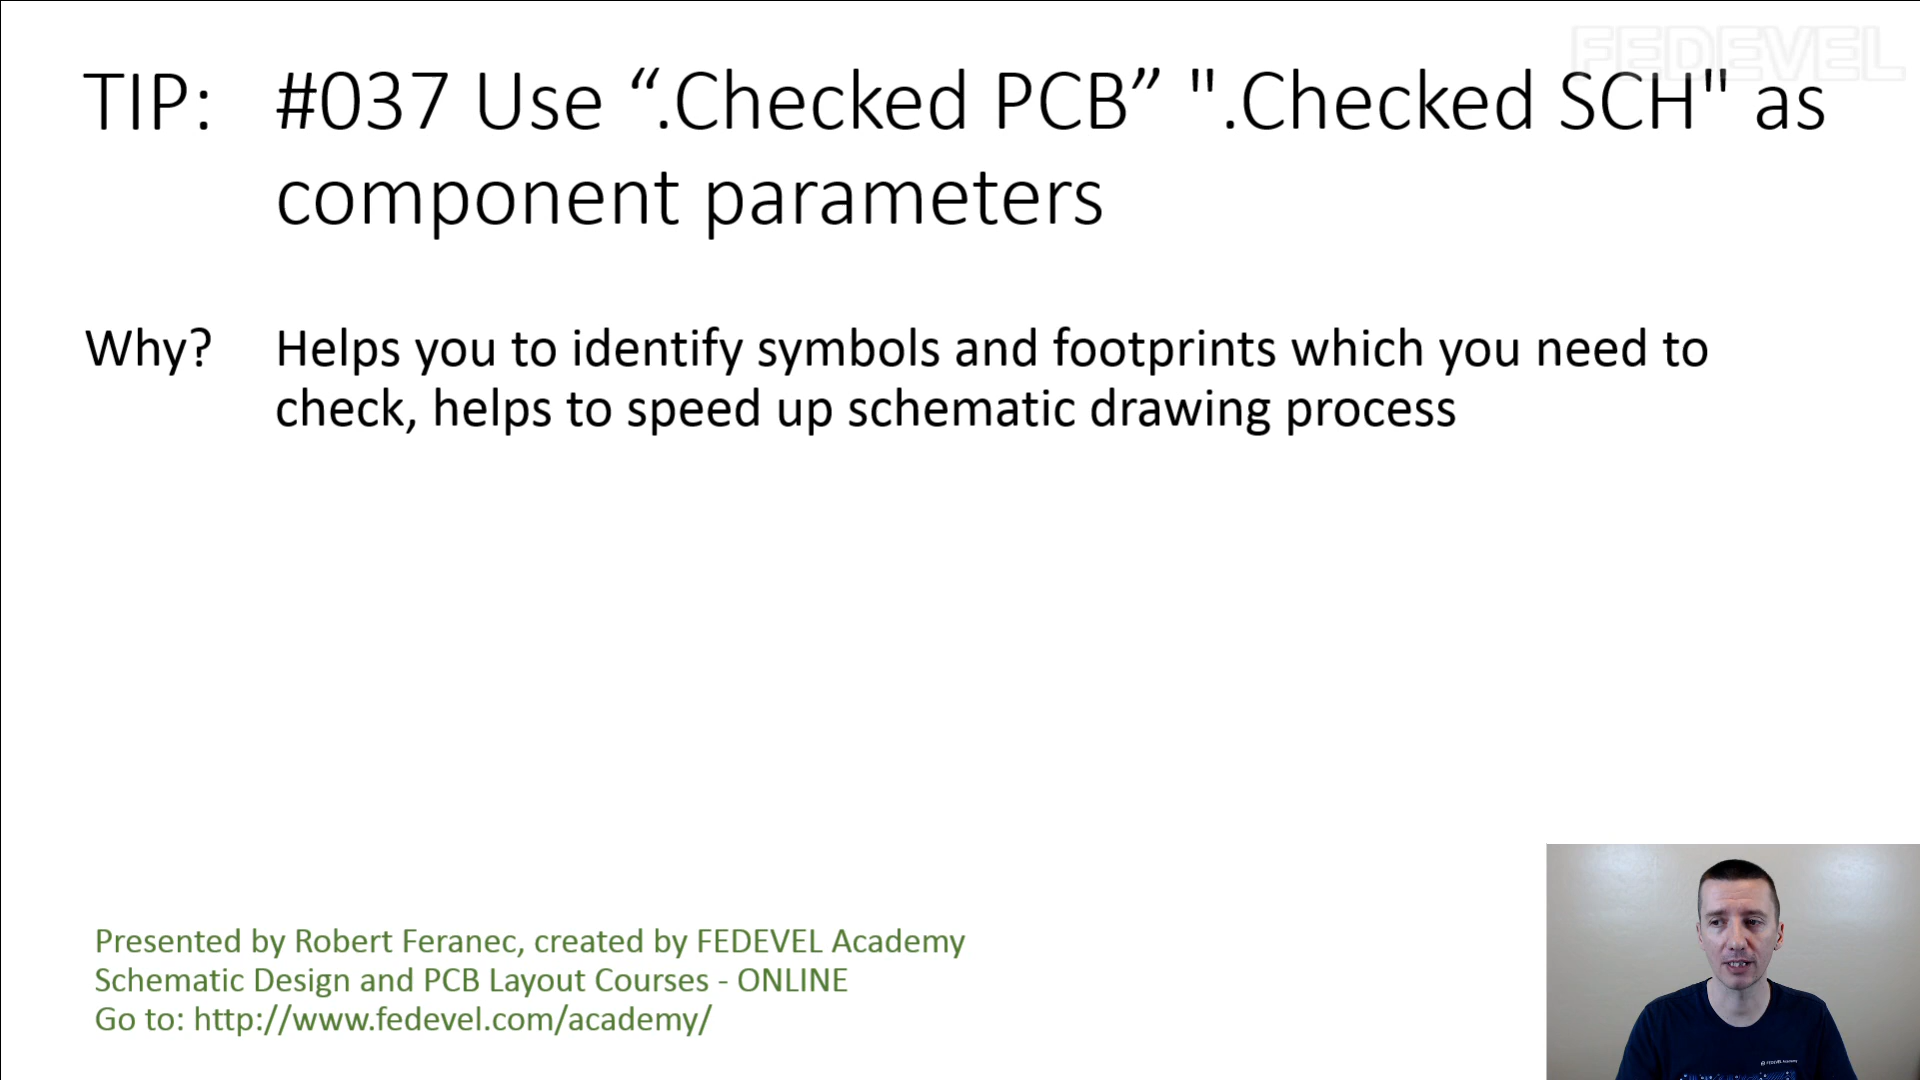 FEDEVEL
TIP: #037 Use “.Checked PCB” ".Checked SCH" as
component parameters
Why? Helps you to identify symbols and footprints which you need to
check, helps to speed up schematic drawing process
Presented by Robert Feranec, created by FEDEVEL Academy
Schematic Design and PCB Layout Courses - ONLINE
Go to: http://www.fedevel.com/academy/
FEDEVEL Academy